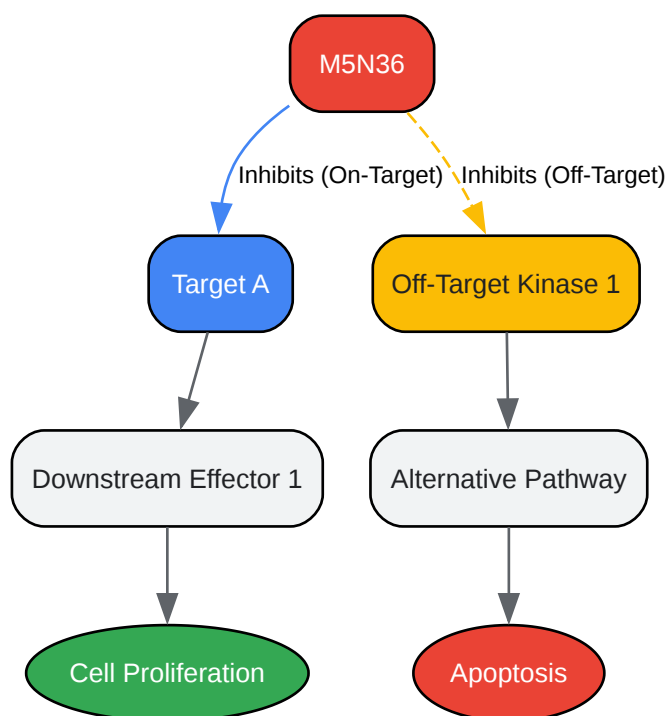 M5N36
Inhibits (On-Target)
Inhibits (Off-Target)
Target A
Off-Target Kinase 1
Downstream Effector 1
Alternative Pathway
Cell Proliferation
Apoptosis